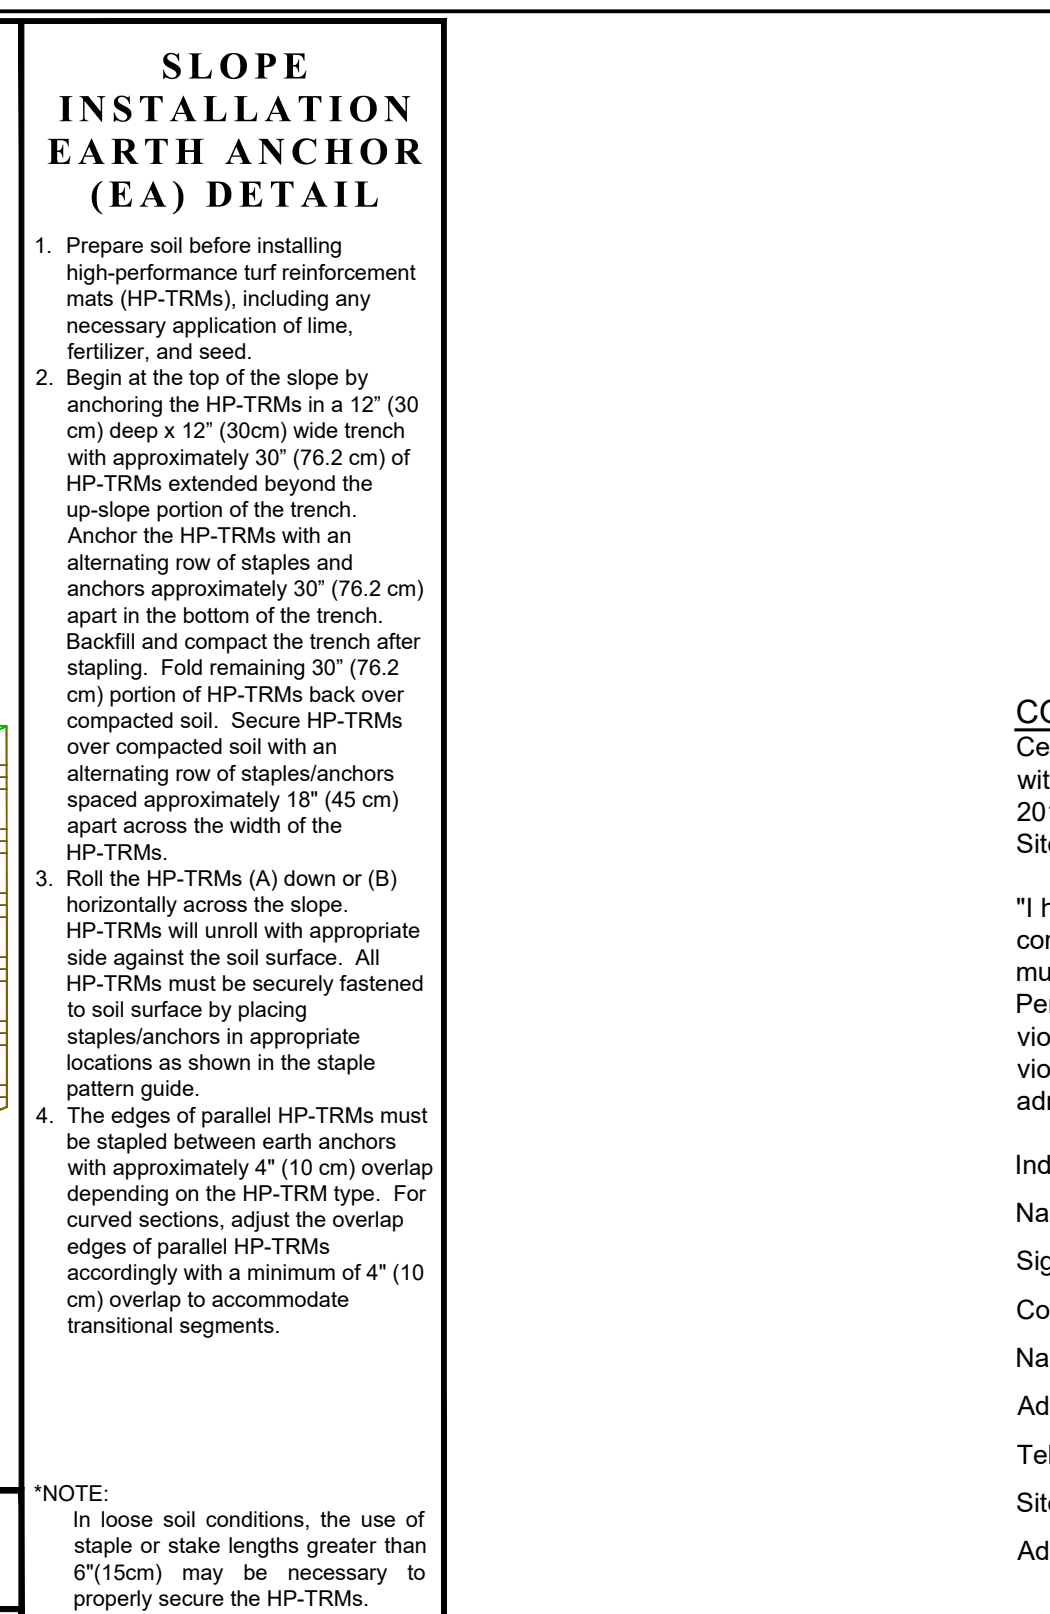 SLOPE
INSTALLATION
EARTH ANCHOR
(EA) DETAIL
1. Prepare soil before installing
high-performance turf reinforcement
mats (HP-TRMs), including any
necessary application of lime,
fertilizer, and seed.
2. Begin at the top of the slope by
anchoring the HP-TRMs in a 12” (30
cm) deep x 12” (30cm) wide trench
with approximately 30” (76.2 cm) of
HP-TRMs extended beyond the
up-slope portion of the trench.
Anchor the HP-TRMs with an
alternating row of staples and
anchors approximately 30” (76.2 cm)
apart in the bottom of the trench.
Backfill and compact the trench after
stapling. Fold remaining 30” (76.2
cm) portion of HP-TRMs back over
compacted soil. Secure HP-TRMs
over compacted soil with an
alternating row of staples/anchors
spaced approximately 18" (45 cm)
apart across the width of the
HP-TRMs.
3. Roll the HP-TRMs (A) down or (B)
horizontally across the slope.
HP-TRMs will unroll with appropriate
side against the soil surface. All
HP-TRMs must be securely fastened
to soil surface by placing
staples/anchors in appropriate
locations as shown in the staple
pattern guide.
4. The edges of parallel HP-TRMs must
be stapled between earth anchors
with approximately 4" (10 cm) overlap
depending on the HP-TRM type. For
curved sections, adjust the overlap
edges of parallel HP-TRMs
accordingly with a minimum of 4" (10
cm) overlap to accommodate
transitional segments.
*NOTE:
In loose soil conditions, the use of
staple or stake lengths greater than
6"(15cm) may be necessary to
properly secure the HP-TRMs.
"I